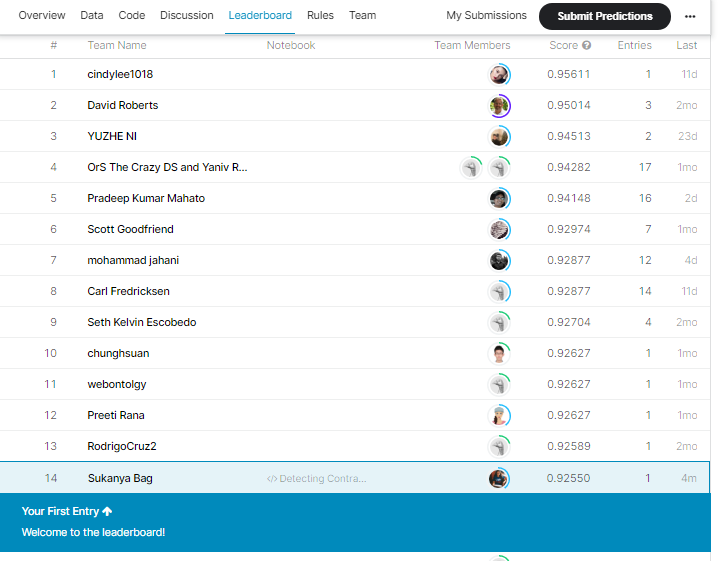 Overview Data Code Discussion Leaderboard Rules Team My Submissions Submit Predictions
# Team Name Notebook Team Members Score Entries Last
1 cindylee1018 0.95611 1 11d
2 David Roberts 0.95014 3 2mo
3 YUZHE NI 0.94513 2 23d
4 OrS The Crazy DS and Yaniv R... 0.94282 17 1mo
5 Pradeep Kumar Mahato 0.94148 16 2d
6 Scott Goodfriend 0.92974 7 1mo
7 mohammad jahani 0.92877 12 4d
8 Carl Fredricksen 0.92877 14 11d
9 Seth Kelvin Escobedo 0.92704 4 2mo
10 chunghsuan 0.92627 1 1mo
11 webontolgy 0.92627 1 1mo
12 Preeti Rana 0.92627 1 1mo
13 RodrigoCruz2 0.92589 1 2mo
14 Sukanya Bag </> Detecting Contra... 0.92550 1 4m
Your First Entry
Welcome to the leaderboard!